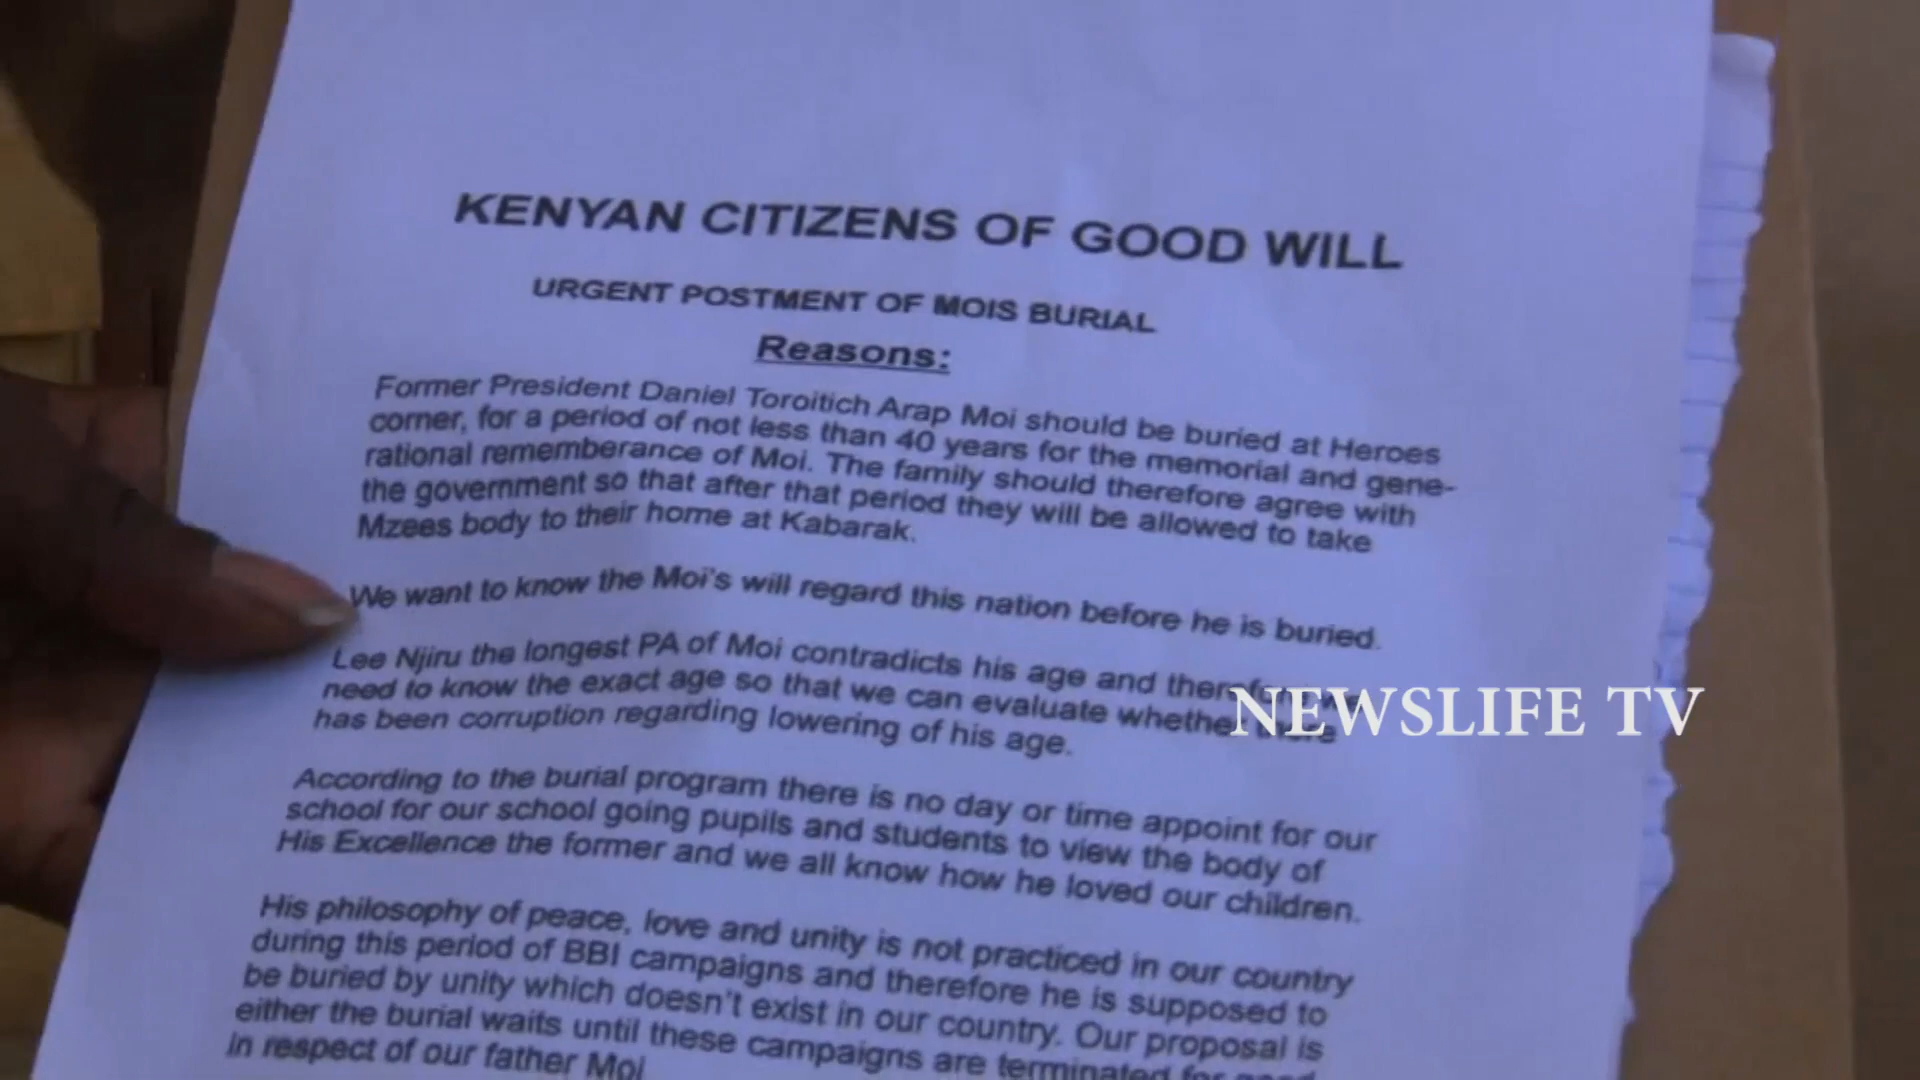 KENYAN CITIZENS OF GOOD WILL
URGENT POSTMENT OF MOIS BURIAL
Reasons:
Former President Daniel Toroitich Arap Moi should be buried at Heroes
corner, for a period of not less than 40 years for the memorial and gene-
rational rememberance of Moi. The family should therefore agree with
the government so that after that period they will be allowed to take
Mzees body to their home at Kabarak.
We want to know the Moi's will regard this nation before he is buried.
Lee Njiru the longest PA of Moi contradicts his age and therefore
need to know the exact age so that we can evaluate whether there
has been corruption regarding lowering of his age.
NEWSLIFE TV
According to the burial program there is no day or time appoint for our
school for our school going pupils and students to view the body of
His Excellence the former and we all know how he loved our children.
His philosophy of peace, love and unity is not practiced in our country
during this period of BBI campaigns and therefore he is supposed to
be buried by unity which doesn't exist in our country. Our proposal is
either the burial waits until these campaigns are terminated for good
in respect of our father Moi